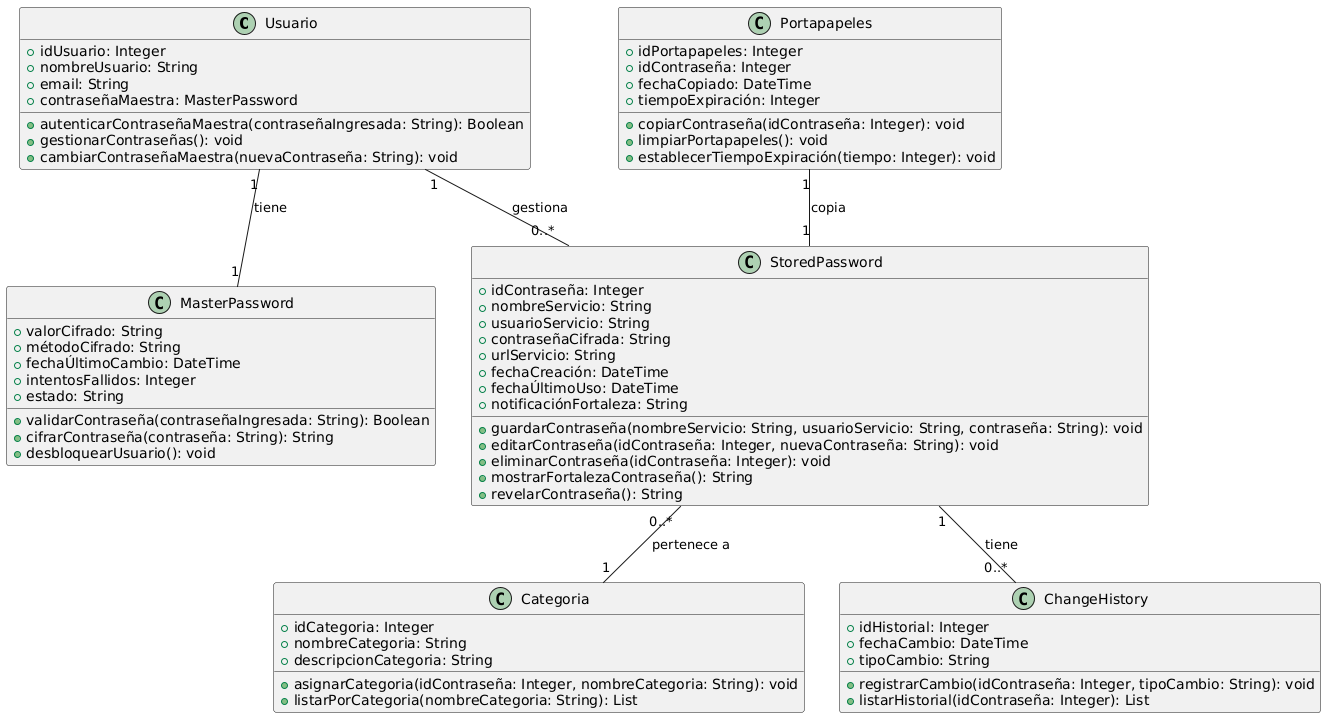 C Usuario
idUsuario: Integer
nombreUsuario: String
email: String
contraseñaMaestra: MasterPassword
autenticarContraseñaMaestra(contraseñaIngresada: String): Boolean
gestionarContraseñas(): void
cambiarContraseñaMaestra(nuevaContraseña: String): void
C Portapapeles
idPortapapeles: Integer
idContraseña: Integer
fechaCopiado: DateTime
tiempoExpiración: Integer
copiarContraseña(idContraseña: Integer): void
limpiarPortapapeles(): void
establecerTiempoExpiración(tiempo: Integer): void
1
tiene
1
1
gestiona
0..*
1
copia
1
C MasterPassword
valorCifrado: String
métodoCifrado: String
fechaÚltimoCambio: DateTime
intentosFallidos: Integer
estado: String
validarContraseña(contraseñaIngresada: String): Boolean
cifrarContraseña(contraseña: String): String
desbloquearUsuario(): void
C StoredPassword
idContraseña: Integer
nombreServicio: String
usuarioServicio: String
contraseñaCifrada: String
urlServicio: String
fechaCreación: DateTime
fechaÚltimoUso: DateTime
notificaciónFortaleza: String
guardarContraseña(nombreServicio: String, usuarioServicio: String, contraseña: String): void
editarContraseña(idContraseña: Integer, nuevaContraseña: String): void
eliminarContraseña(idContraseña: Integer): void
mostrarFortalezaContraseña(): String
revelarContraseña(): String
0..*
pertenece a
1
1
tiene
0..*
C Categoria
idCategoria: Integer
nombreCategoria: String
descripcionCategoria: String
asignarCategoria(idContraseña: Integer, nombreCategoria: String): void
listarPorCategoria(nombreCategoria: String): List
C ChangeHistory
idHistorial: Integer
fechaCambio: DateTime
tipoCambio: String
registrarCambio(idContraseña: Integer, tipoCambio: String): void
listarHistorial(idContraseña: Integer): List